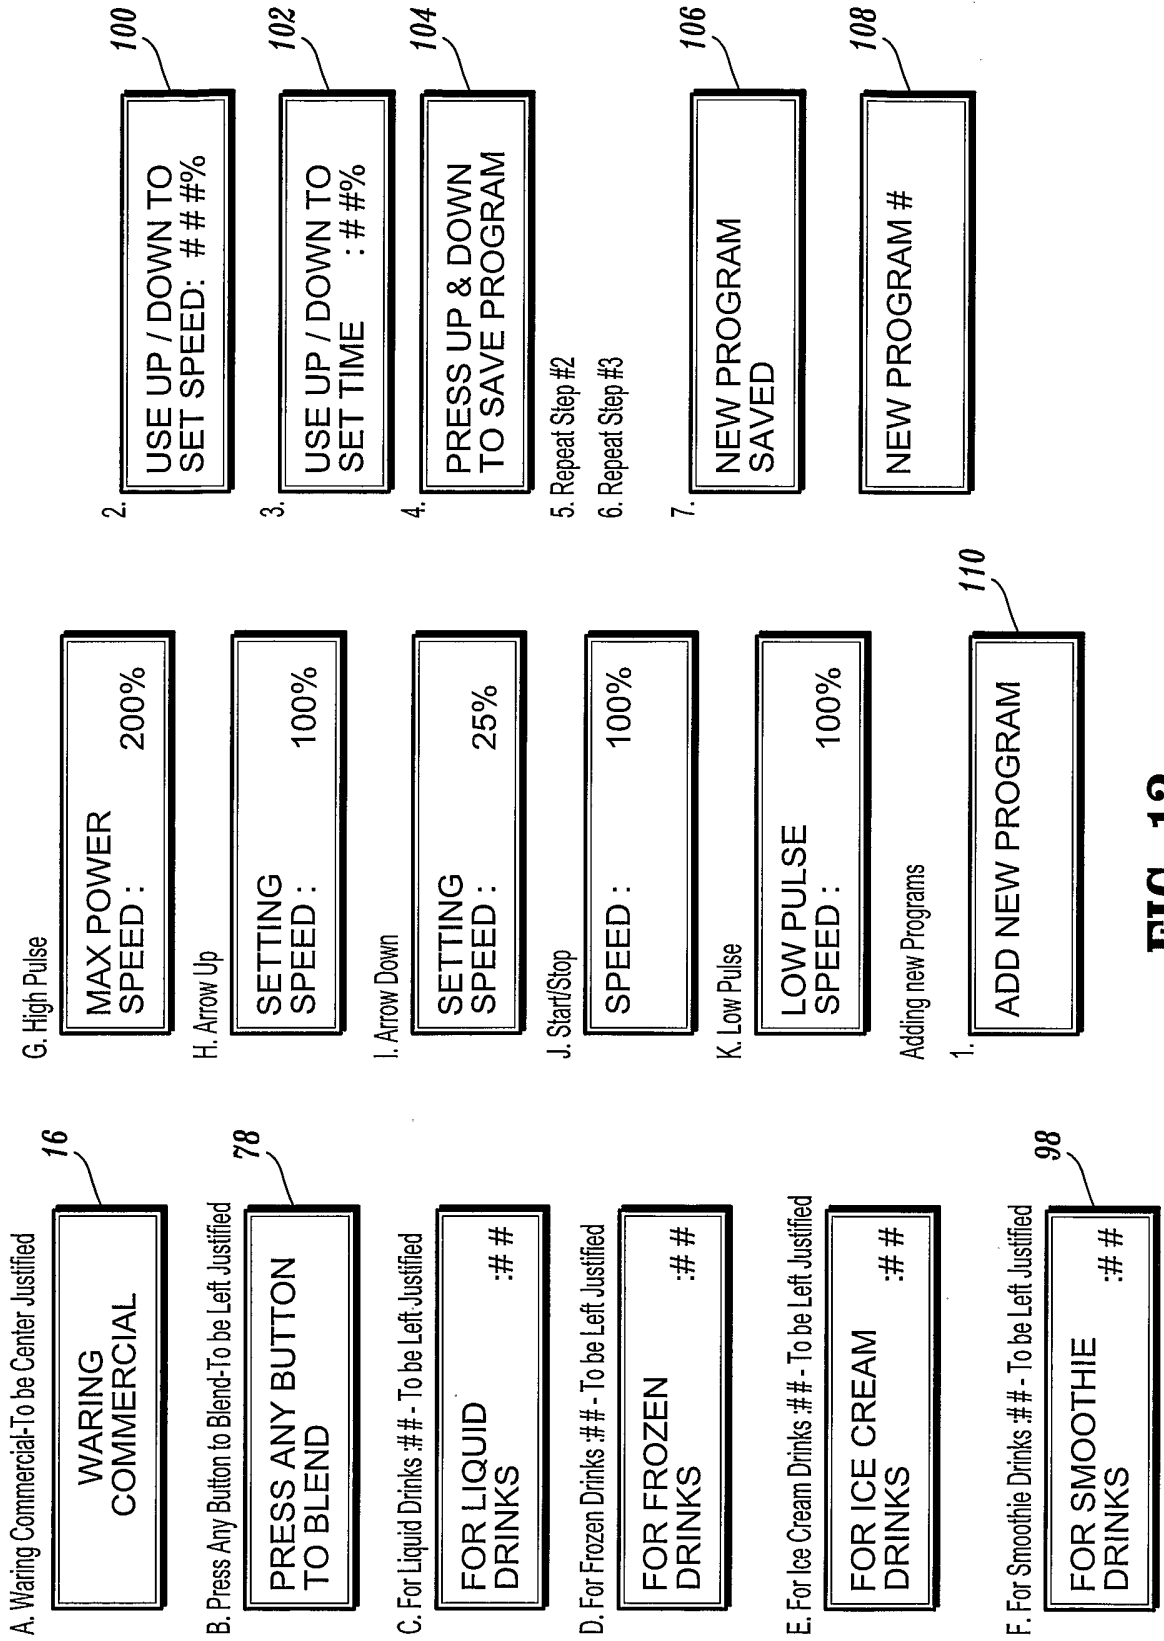 A. Waring Commercial-To be Center Justified
16
WARING
COMMERCIAL
B. Press Any Button to Blend-To be Left Justified
78
PRESS ANY BUTTON
TO BLEND
C. For Liquid Drinks :## - To be Left Justified
FOR LIQUID
DRINKS :##
D. For Frozen Drinks :## - To be Left Justified
FOR FROZEN
DRINKS :##
E. For Ice Cream Drinks :## - To be Left Justified
FOR ICE CREAM
DRINKS :##
F. For Smoothie Drinks :## - To be Left Justified
98
FOR SMOOTHIE
DRINKS :##
G. High Pulse
MAX POWER
SPEED : 200%
H. Arrow Up
SETTING
SPEED : 100%
I. Arrow Down
SETTING
SPEED : 25%
J. Start/Stop
SPEED : 100%
K. Low Pulse
LOW PULSE
SPEED : 100%
Adding new Programs
1.
110
ADD NEW PROGRAM
2.
100
USE UP / DOWN TO
SET SPEED: ###%
3.
102
USE UP / DOWN TO
SET TIME :##%
4.
104
PRESS UP & DOWN
TO SAVE PROGRAM
5. Repeat Step #2
6. Repeat Step #3
7.
106
NEW PROGRAM
SAVED
108
NEW PROGRAM #